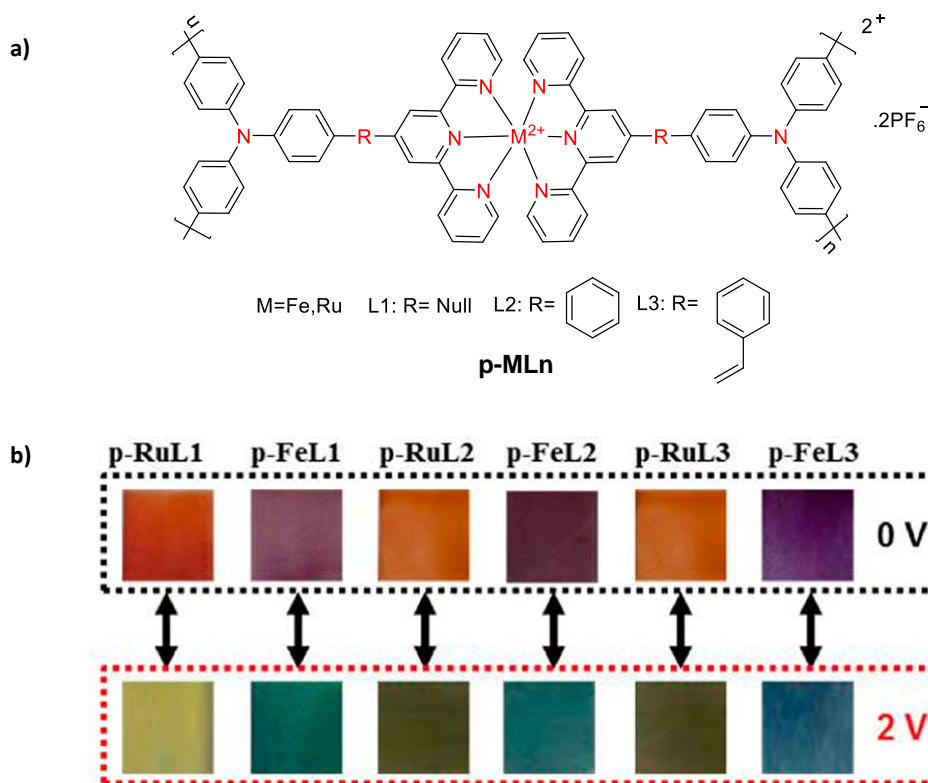 a)
n
2+
N
R
N
N
N
M2+
N
N
N
R
N
.2PF6−
n
M=Fe,Ru L1: R= Null L2: R= L3: R=
p-MLn
b)
p-RuL1 p-FeL1 p-RuL2 p-FeL2 p-RuL3 p-FeL3
0 V
2 V